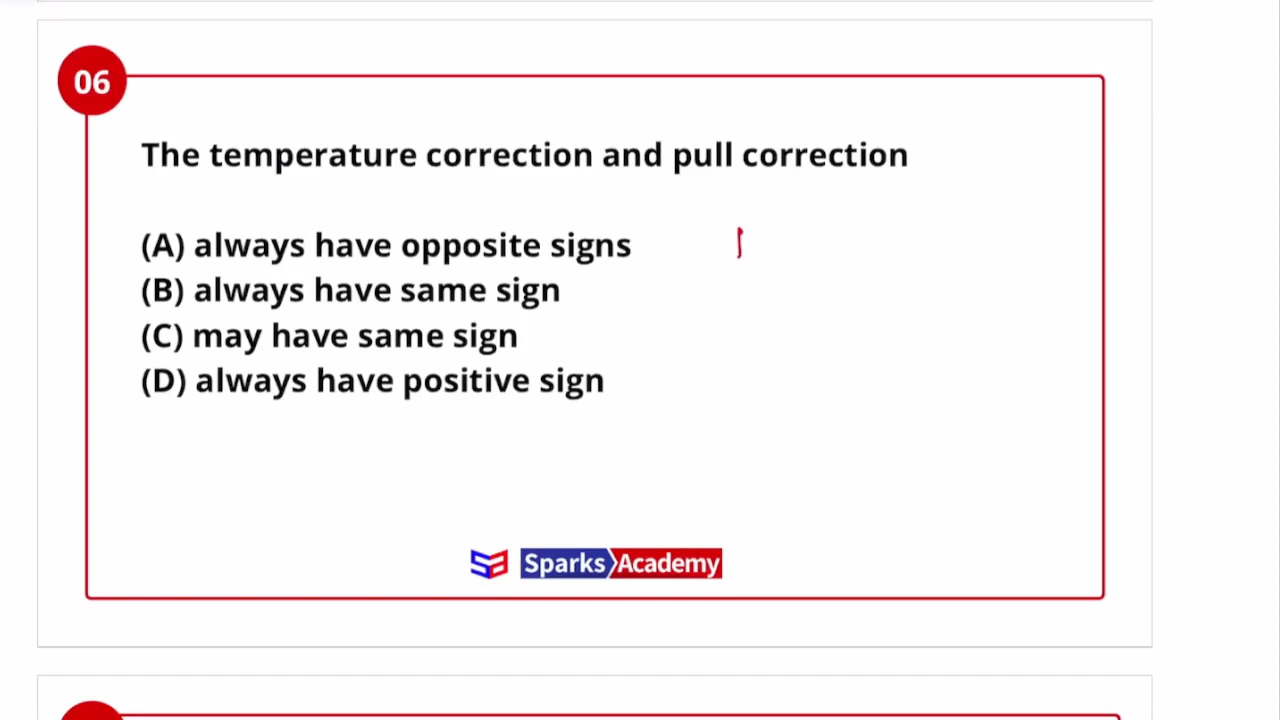 06
The temperature correction and pull correction
(A) always have opposite signs
(B) always have same sign
(C) may have same sign
(D) always have positive sign
Sparks Academy